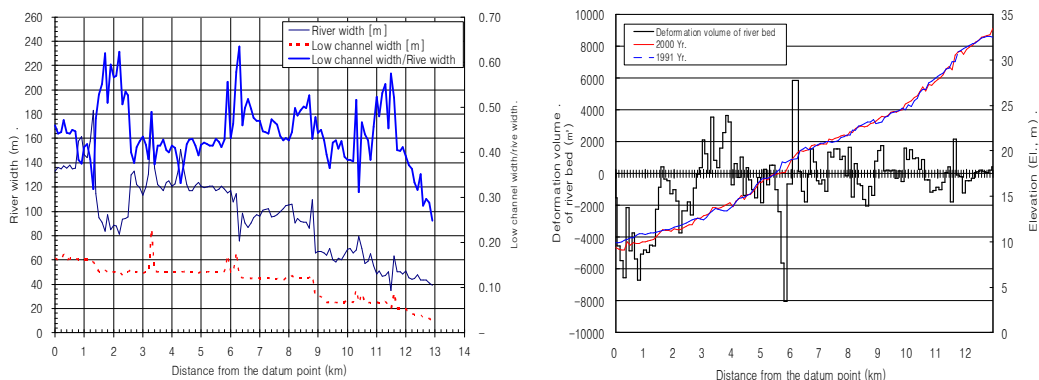 260
240
220
200
180
160
140
120
100
80
60
40
20
0
River width (m) .
0.70
0.60
0.50
0.40
0.30
0.20
0.10
–
Low channel width/rive width.
River width [m]
Low channel width [m]
Low channel width/Rive width
0 1 2 3 4 5 6 7 8 9 10 11 12 13 14
Distance from the datum point (km)
10000
8000
6000
4000
2000
0
-2000
-4000
-6000
-8000
-10000
Deformation volume .
of river bed (m³)
35
30
25
20
15
10
5
0
Elevation (El., m) .
Deformation volume of river bed
2000 Yr.
1991 Yr.
0 1 2 3 4 5 6 7 8 9 10 11 12
Distance from the datum point (km)